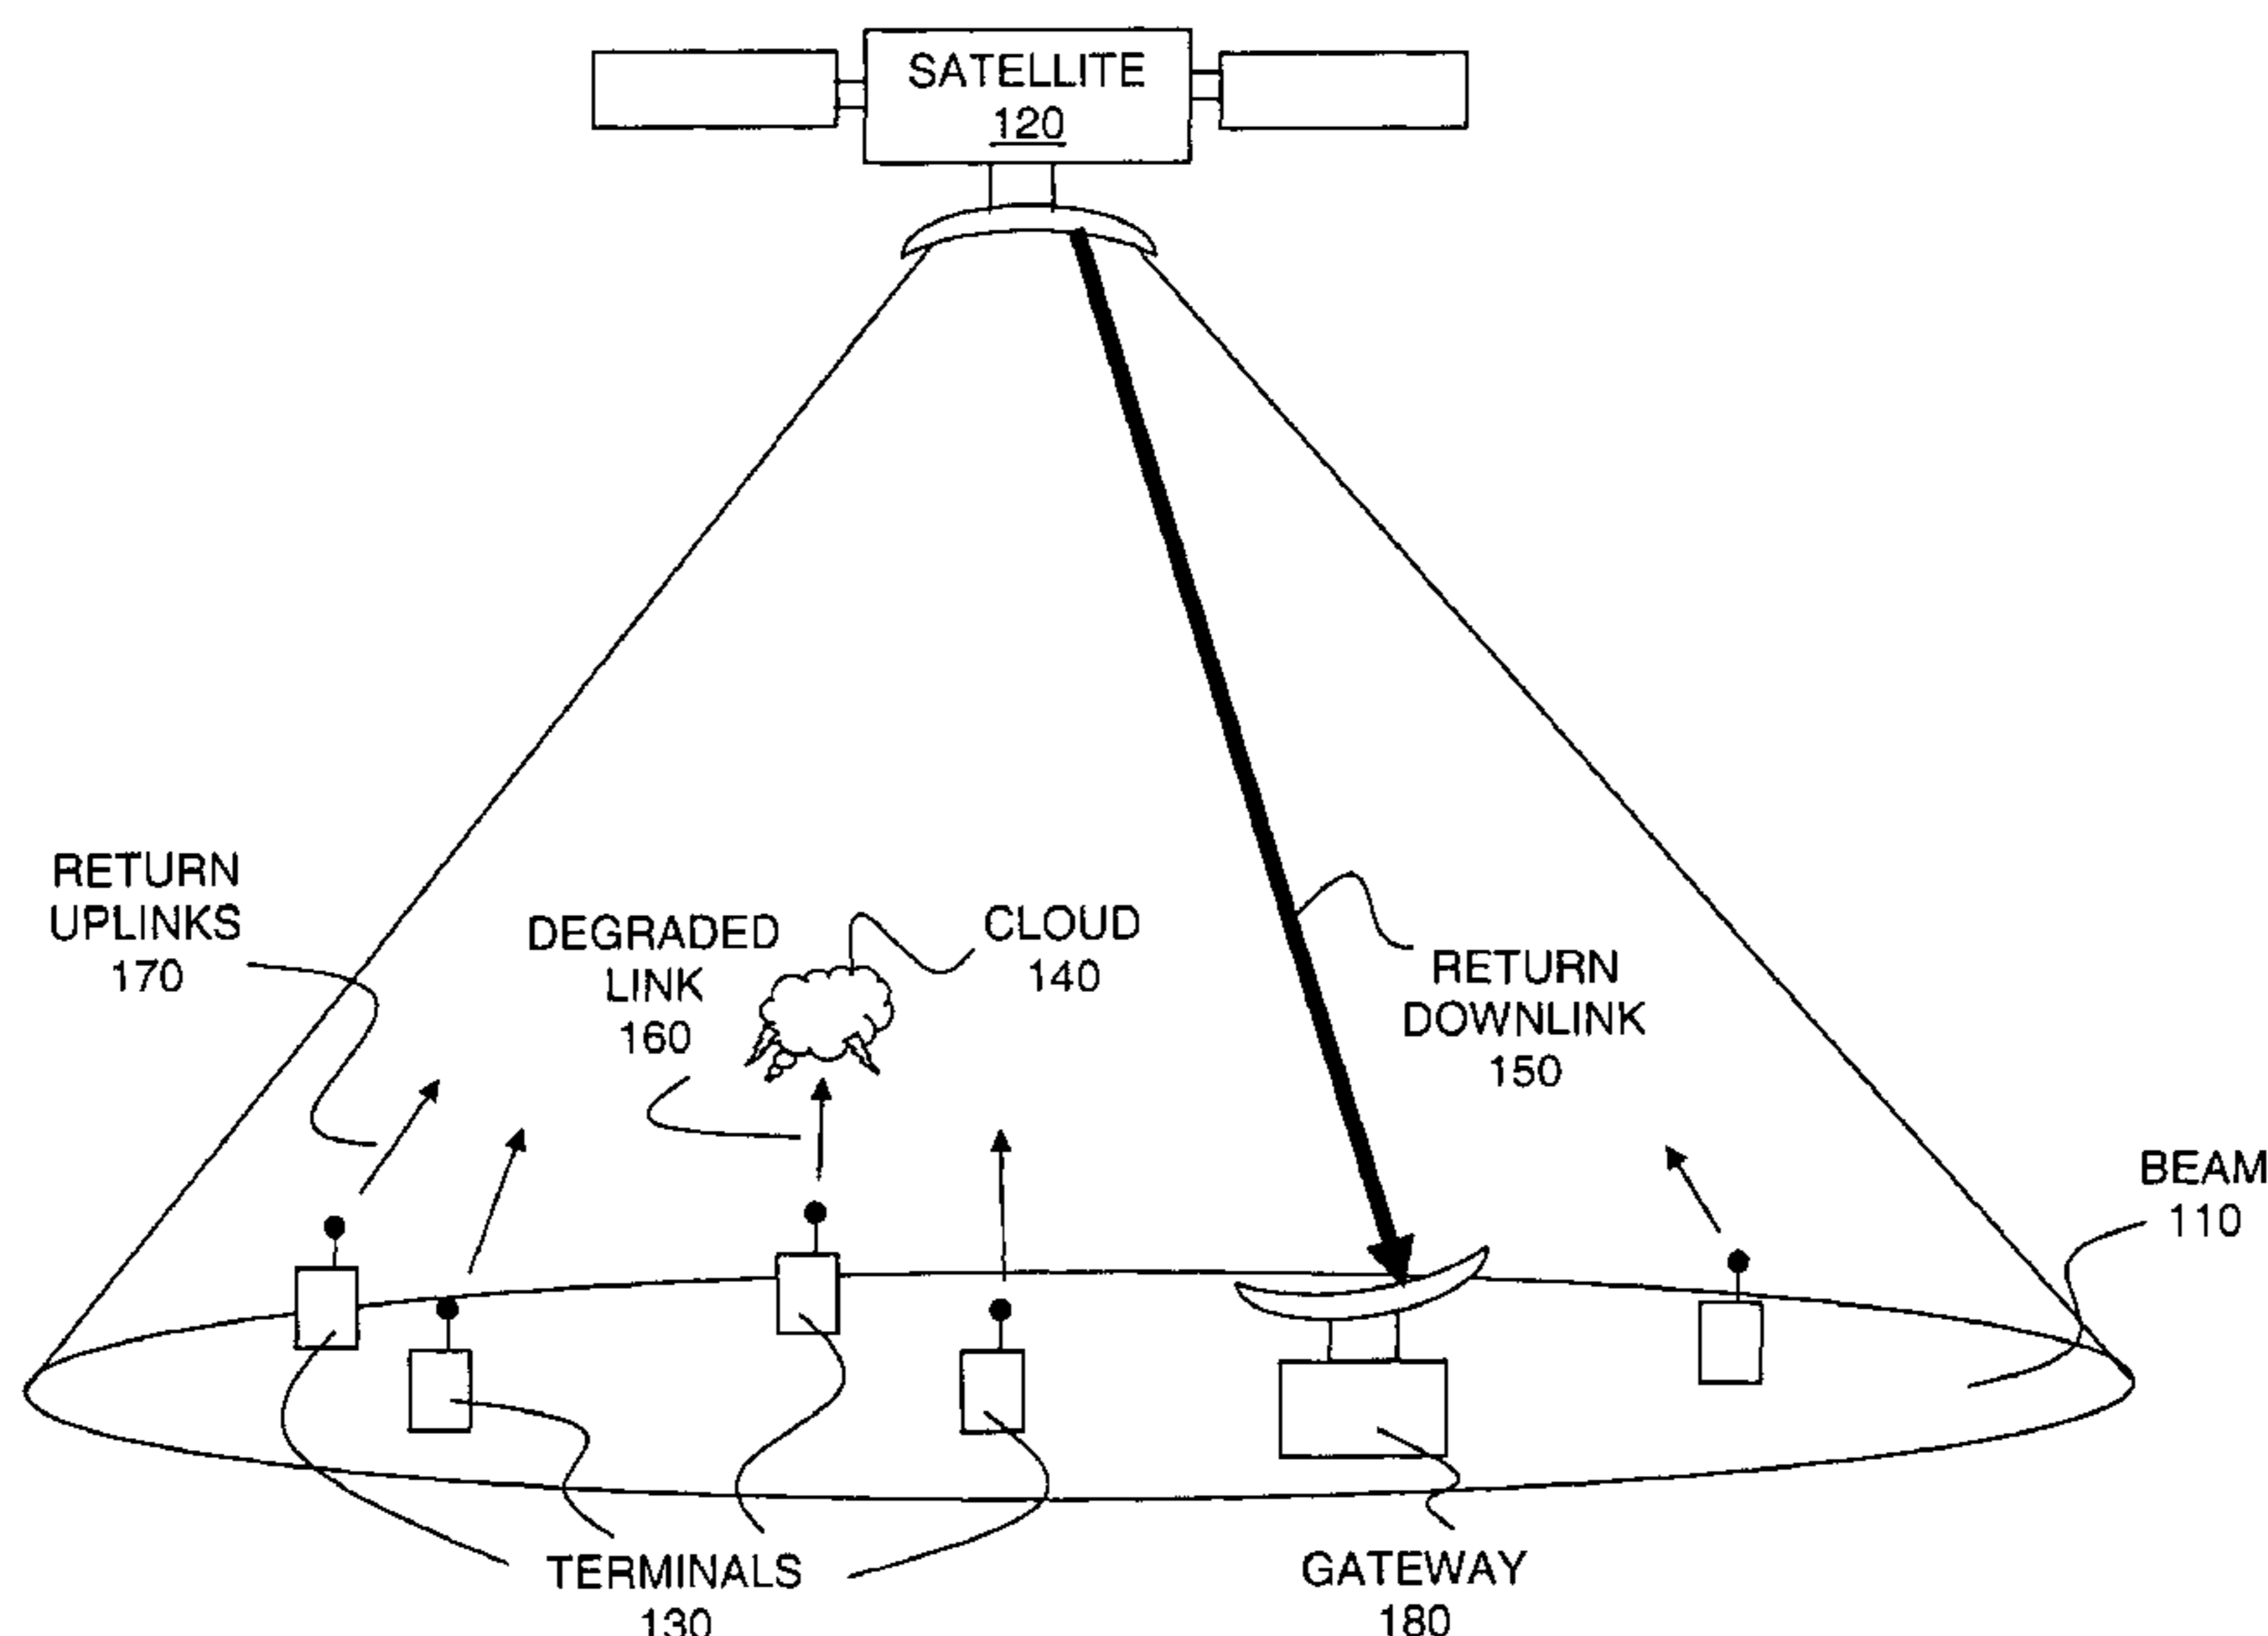 SATELLITE
120
RETURN
UPLINKS
170
DEGRADED
LINK
160
CLOUD
140
RETURN
DOWNLINK
150
BEAM
110
TERMINALS
130
GATEWAY
180